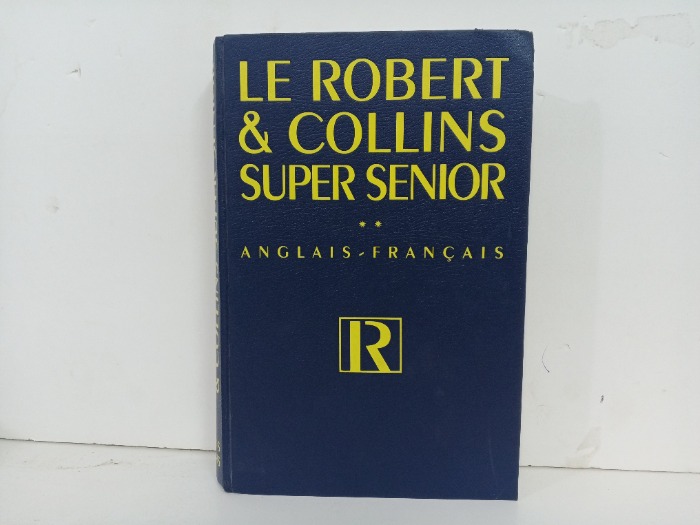 LE ROBERT
& COLLINS
SUPER SENIOR
**
ANGLAIS-FRANÇAIS
R